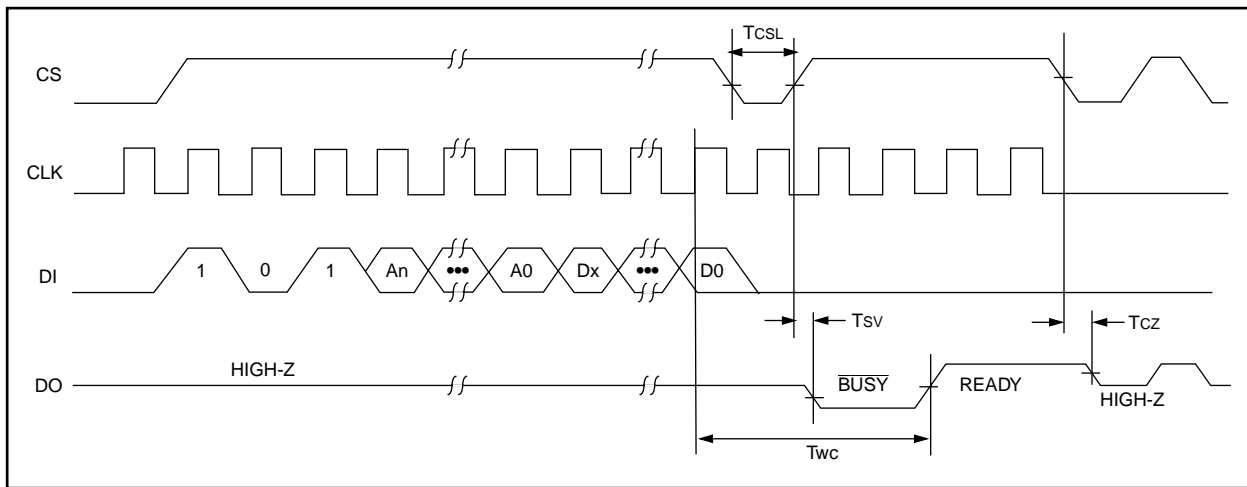 TCSL
CS
CLK
DI
1 0 1 An ••• A0 Dx ••• D0
TSV
TCZ
DO
HIGH-Z
BUSY
READY
HIGH-Z
Twc